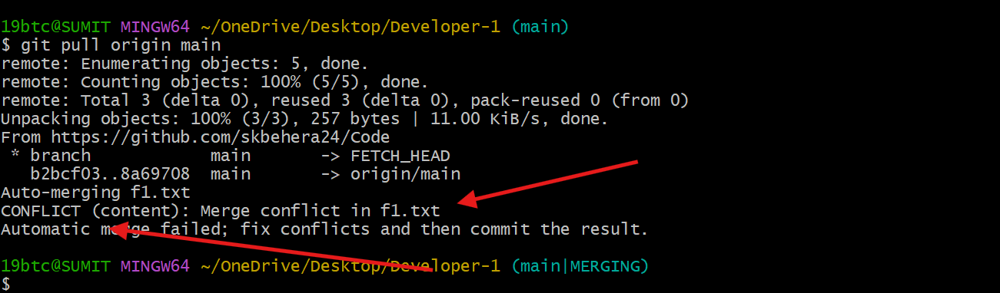 19btc@SUMIT MINGW64 ~/OneDrive/Desktop/Developer-1 (main)
$ git pull origin main
remote: Enumerating objects: 5, done.
remote: Counting objects: 100% (5/5), done.
remote: Total 3 (delta 0), reused 3 (delta 0), pack-reused 0 (from 0)
Unpacking objects: 100% (3/3), 257 bytes | 11.00 KiB/s, done.
From https://github.com/skbehera24/Code
 * branch            main       -> FETCH_HEAD
   b2bcf03..8a69708  main       -> origin/main
Auto-merging f1.txt
CONFLICT (content): Merge conflict in f1.txt
Automatic merge failed; fix conflicts and then commit the result.
19btc@SUMIT MINGW64 ~/OneDrive/Desktop/Developer-1 (main|MERGING)
$